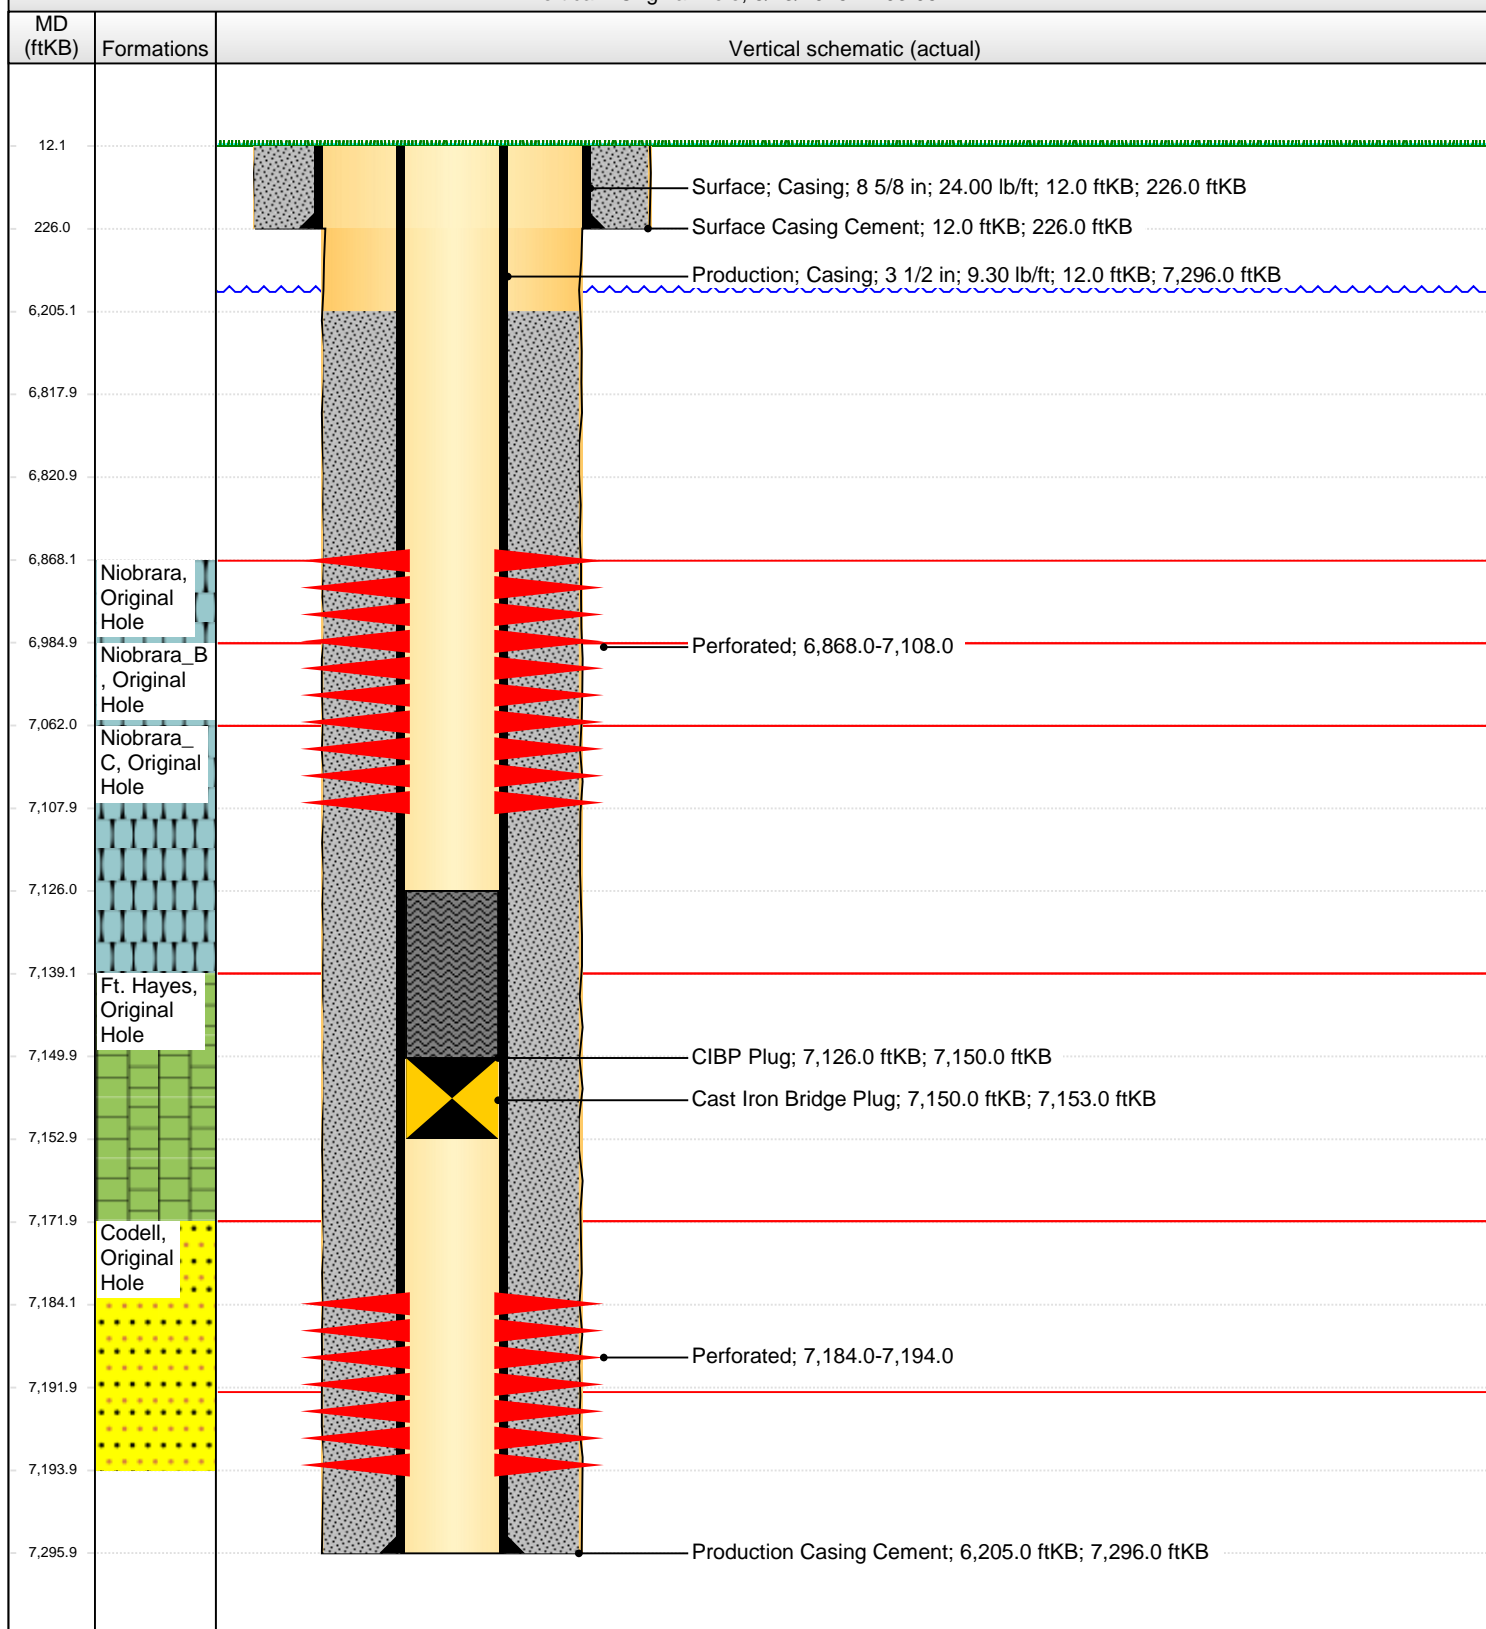 MD
(ftKB)
Formations
Vertical schematic (actual)
12.1
Surface; Casing; 8 5/8 in; 24.00 lb/ft; 12.0 ftKB; 226.0 ftKB
226.0
Surface Casing Cement; 12.0 ftKB; 226.0 ftKB
Production; Casing; 3 1/2 in; 9.30 lb/ft; 12.0 ftKB; 7,296.0 ftKB
6,205.1
6,817.9
6,820.9
6,868.1
Niobrara,
Original
Hole
6,984.9
Perforated; 6,868.0-7,108.0
Niobrara_B
, Original
Hole
7,062.0
Niobrara_
C, Original
Hole
7,107.9
7,126.0
7,139.1
Ft. Hayes,
Original
Hole
7,149.9
CIBP Plug; 7,126.0 ftKB; 7,150.0 ftKB
Cast Iron Bridge Plug; 7,150.0 ftKB; 7,153.0 ftKB
7,152.9
7,171.9
Codell,
Original
Hole
7,184.1
Perforated; 7,184.0-7,194.0
7,191.9
7,193.9
7,295.9
Production Casing Cement; 6,205.0 ftKB; 7,296.0 ftKB